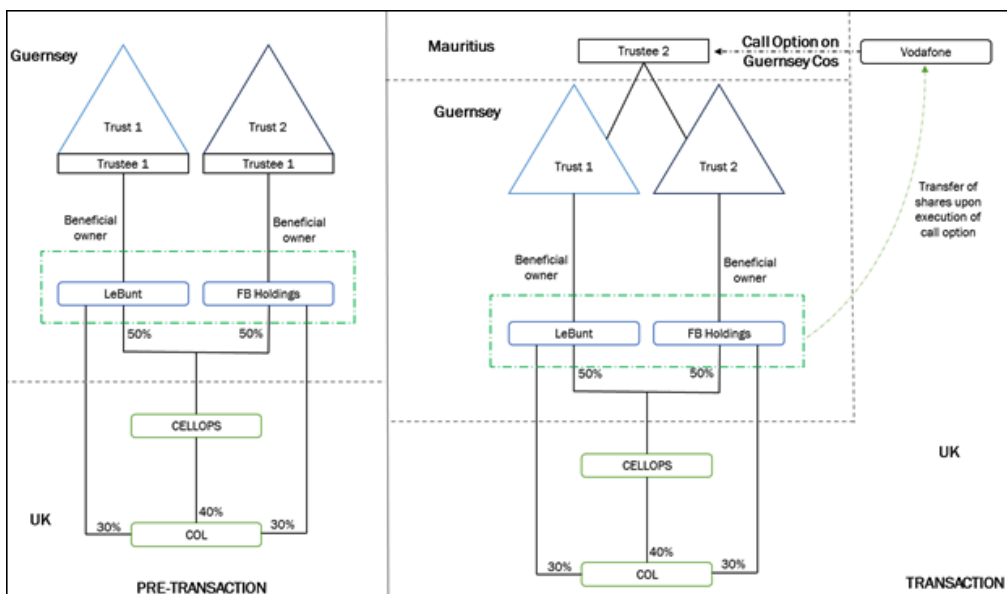 Guernsey
Trust 1
Trust 2
Trustee 1
Trustee 1
Beneficial
owner
Beneficial
owner
LeBunt
FB Holdings
50%
50%
CELLOPS
UK
30%
40%
30%
COL
PRE-TRANSACTION
Mauritius
Trustee 2
Call Option on
Guernsey Cos
Vodafone
Guernsey
Trust 1
Trust 2
Transfer of
shares upon
execution of
call option
Beneficial
owner
Beneficial
owner
LeBunt
FB Holdings
50%
50%
CELLOPS
UK
40%
30%
30%
COL
TRANSACTION